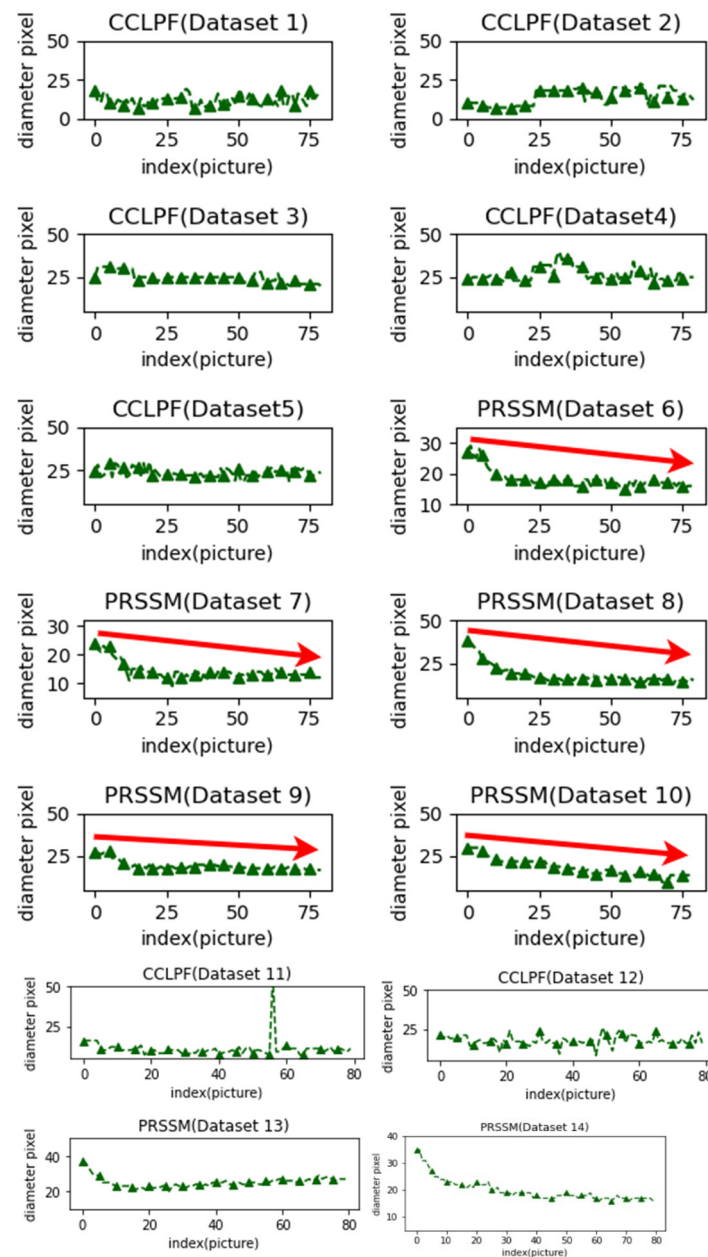 CCLPF(Dataset 1)
50
25
0
diameter pixel
0 25 50 75
index(picture)
CCLPF(Dataset 2)
50
25
0
diameter pixel
0 25 50 75
index(picture)
CCLPF(Dataset 3)
50
25
diameter pixel
0 25 50 75
index(picture)
CCLPF(Dataset4)
50
25
diameter pixel
0 25 50 75
index(picture)
CCLPF(Dataset5)
50
25
diameter pixel
0 25 50 75
index(picture)
PRSSM(Dataset 6)
30
20
10
diameter pixel
0 25 50 75
index(picture)
PRSSM(Dataset 7)
30
20
10
diameter pixel
0 25 50 75
index(picture)
PRSSM(Dataset 8)
50
25
diameter pixel
0 25 50 75
index(picture)
PRSSM(Dataset 9)
50
25
diameter pixel
0 25 50 75
index(picture)
PRSSM(Dataset 10)
50
25
diameter pixel
0 25 50 75
index(picture)
CCLPF(Dataset 11)
50
25
diameter pixel
0 20 40 60 80
index(picture)
CCLPF(Dataset 12)
50
25
diameter pixel
0 20 40 60 80
index(picture)
PRSSM(Dataset 13)
40
20
diameter pixel
0 20 40 60 80
index(picture)
PRSSM(Dataset 14)
40
30
20
10
diameter pixel
0 10 20 30 40 50 60 70 80
index(picture)